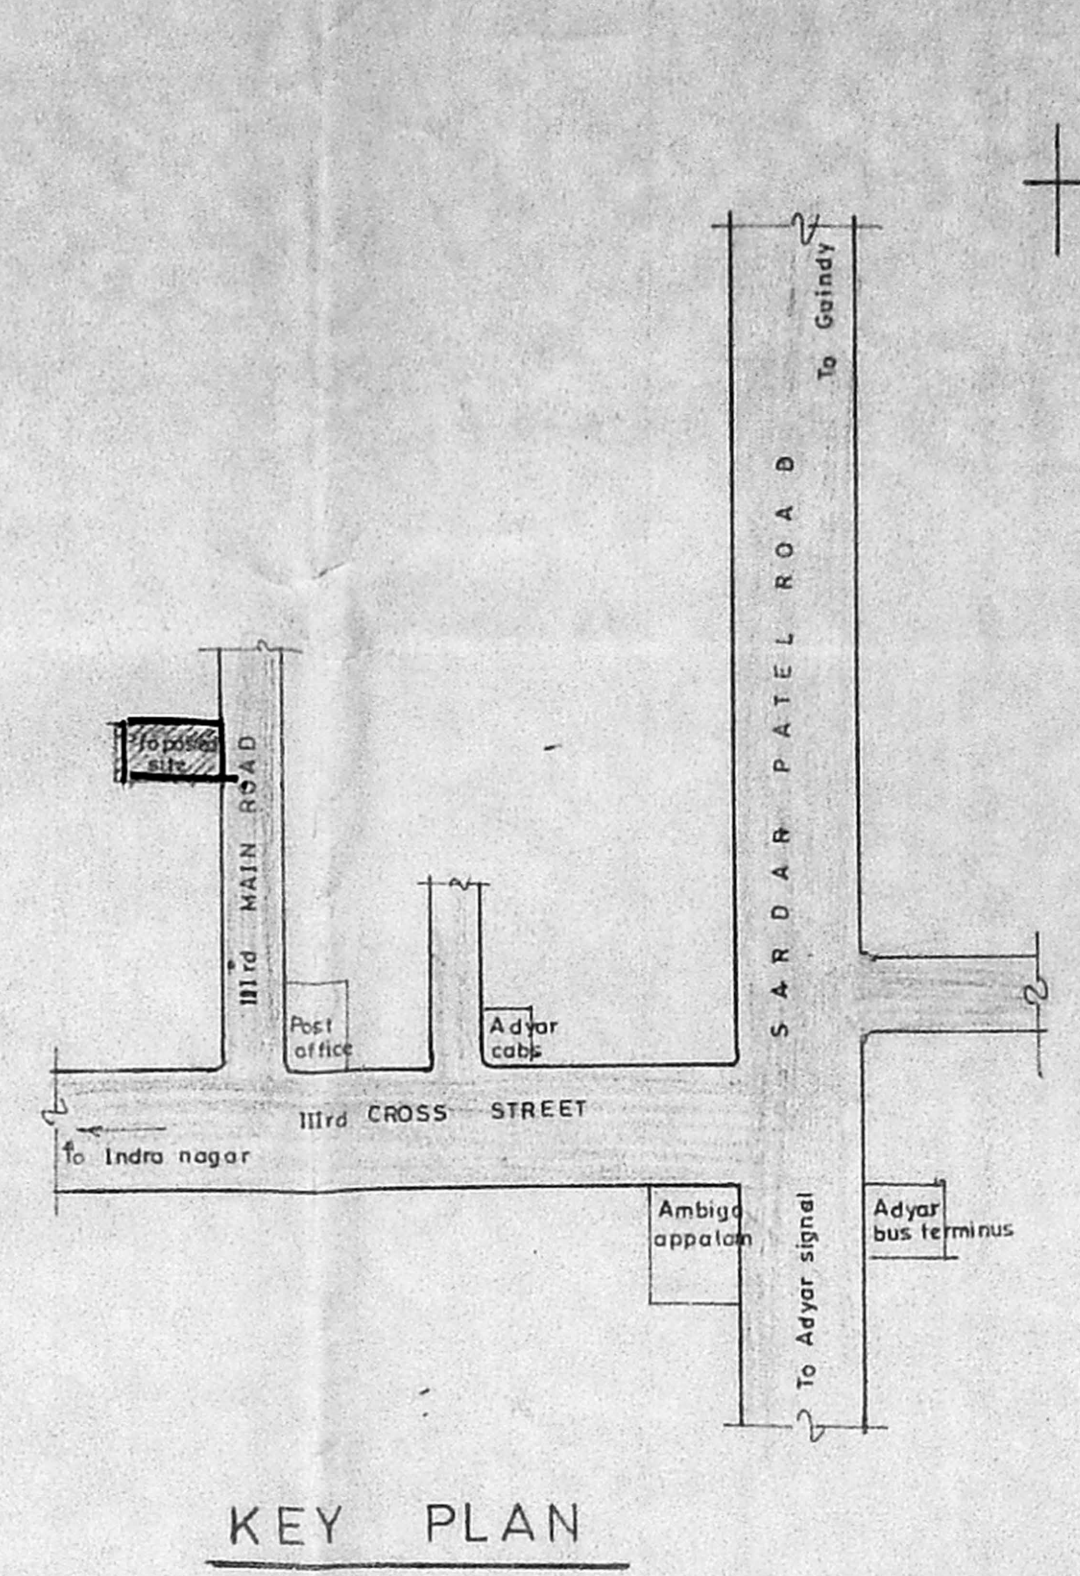 To Guindy
SARDAR PATEL ROAD
Proposed
site
IIIrd MAIN ROAD
Post
office
Adyar
cabs
IIIrd CROSS STREET
To Indra nagar
Ambiga
appalam
To Adyar signal
Adyar
bus terminus
KEY PLAN